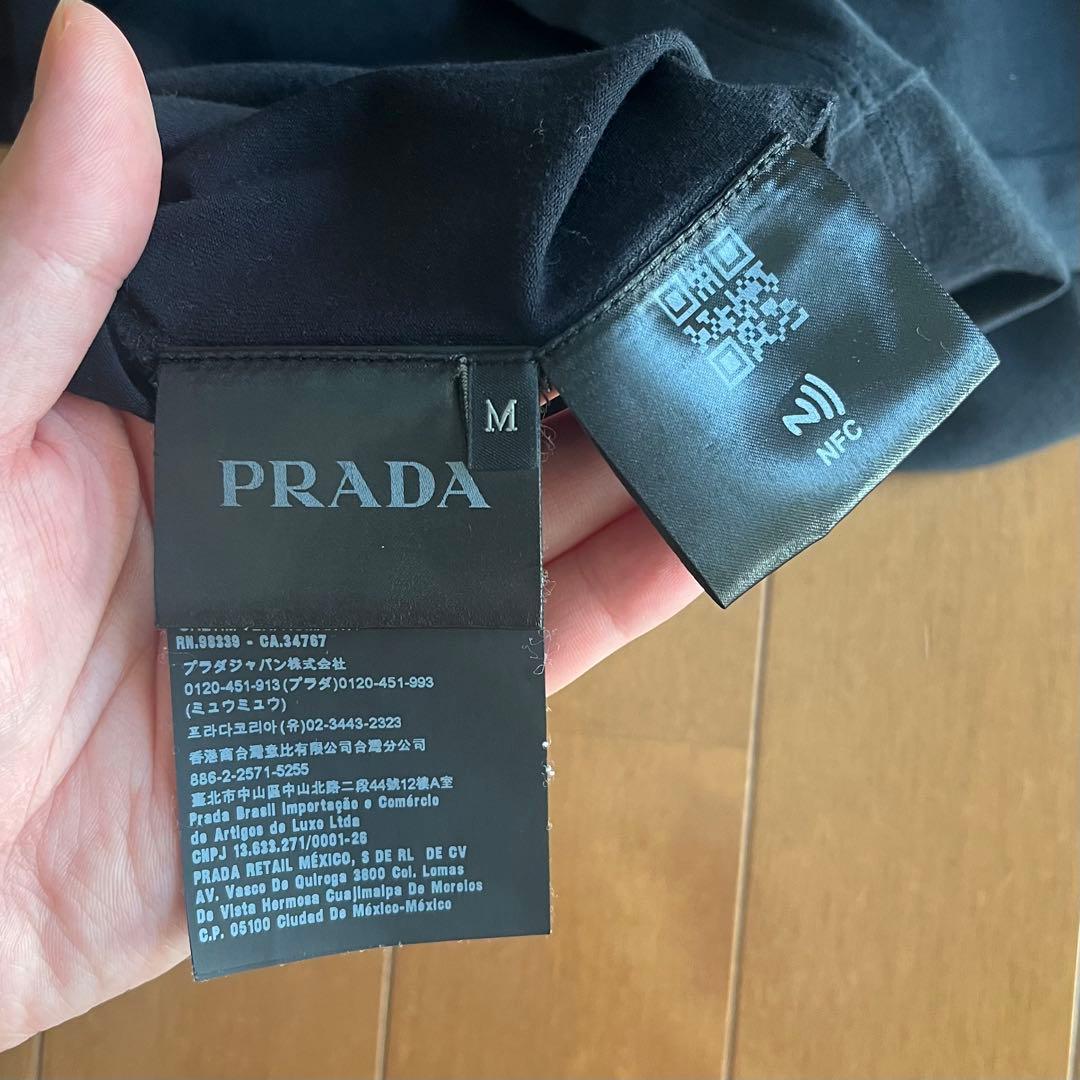 M
PRADA
NFC
RN.98339 - CA.34767
プラダジャパン株式会社
0120-451-913(プラダ)0120-451-993
(ミュウミュウ)
프라다코리아(유)02-3443-2323
香港商台灣壹比有限公司台灣分公司
886-2-2571-5255
臺北市中山區中山北路二段44號12樓A室
Prada Brasil Importação e Comércio
de Artigos de Luxo Ltda
CNPJ 13.633.271/0001-26
PRADA RETAIL MÉXICO, S DE RL DE CV
AV. Vasco De Quiroga 3800 Col. Lomas
De Vista Hermosa Cuajimalpa De Morelos
C.P. 05100 Ciudad De México-México